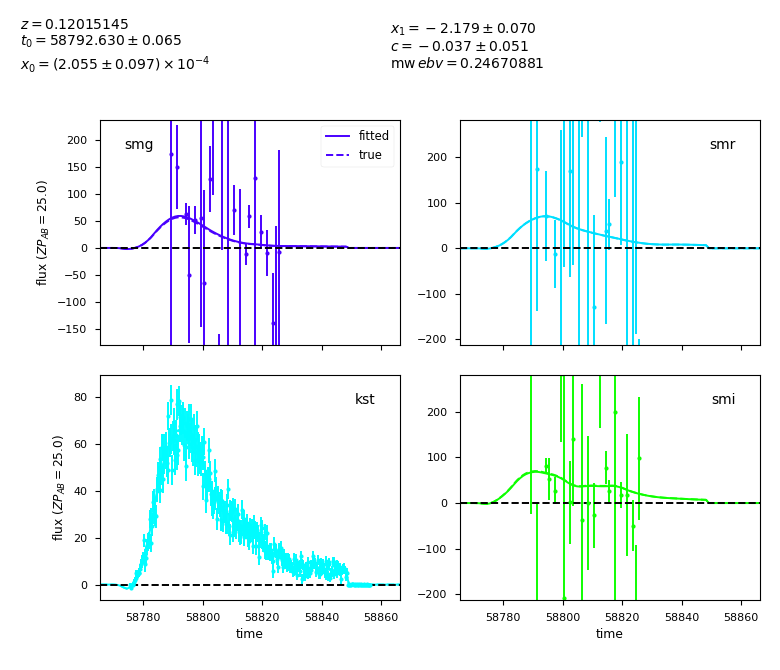 z = 0.12015145
t₀ = 58792.630 ± 0.065
x₀ = (2.055 ± 0.097) × 10⁻⁴
x₁ = −2.179 ± 0.070
c = −0.037 ± 0.051
mw ebv = 0.24670881
smg
fitted
true
200
150
100
50
0
−50
−100
−150
flux (ZP_AB = 25.0)
smr
200
100
0
−100
−200
kst
80
60
40
20
0
flux (ZP_AB = 25.0)
58780 58800 58820 58840 58860
time
smi
200
100
0
−100
−200
58780 58800 58820 58840 58860
time